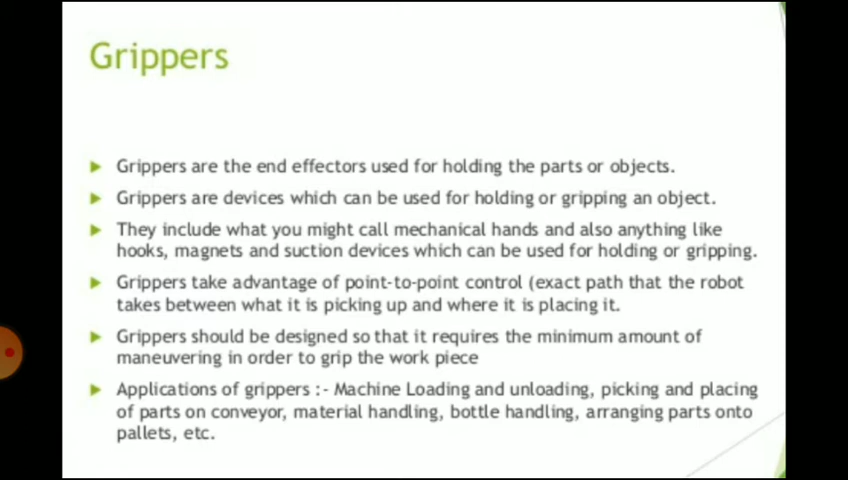 Grippers
Grippers are the end effectors used for holding the parts or objects.
Grippers are devices which can be used for holding or gripping an object.
They include what you might call mechanical hands and also anything like
hooks, magnets and suction devices which can be used for holding or gripping.
Grippers take advantage of point-to-point control (exact path that the robot
takes between what it is picking up and where it is placing it.
Grippers should be designed so that it requires the minimum amount of
maneuvering in order to grip the work piece
Applications of grippers :- Machine Loading and unloading, picking and placing
of parts on conveyor, material handling, bottle handling, arranging parts onto
pallets, etc.